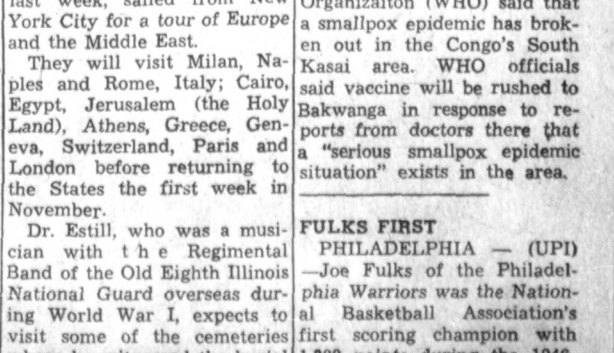 last week, sailed from New
York City for a tour of Europe
and the Middle East.
They will visit Milan, Na-
ples and Rome, Italy; Cairo,
Egypt, Jerusalem (the Holy
Land), Athens, Greece, Gen-
eva, Switzerland, Paris and
London before returning to
the States the first week in
November.
Dr. Estill, who was a musi-
cian with the Regimental
Band of the Old Eighth Illinois
National Guard overseas dur-
ing World War I, expects to
visit some of the cemeteries
Organizaiton (WHO) said that
a smallpox epidemic has brok-
en out in the Congo's South
Kasai area. WHO officials
said vaccine will be rushed to
Bakwanga in response to re-
ports from doctors there that
a "serious smallpox epidemic
situation" exists in the area.
FULKS FIRST
PHILADELPHIA — (UPI)
—Joe Fulks of the Philadel-
phia Warriors was the Nation-
al Basketball Association's
first scoring champion with